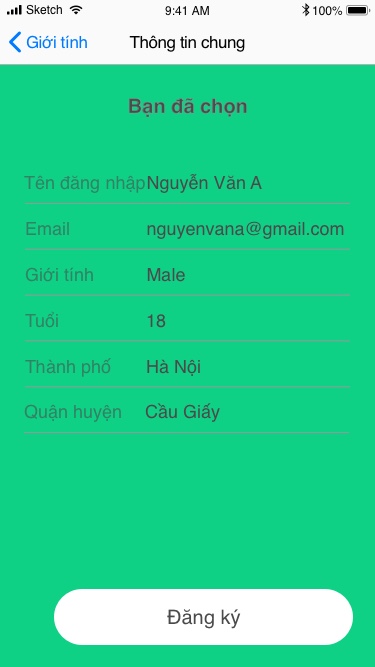 Sketch 9:41 AM 100%
Giới tính Thông tin chung
Bạn đã chọn
Tên đăng nhập Nguyễn Văn A
Email nguyenvana@gmail.com
Giới tính Male
Tuổi 18
Thành phố Hà Nội
Quận huyện Cầu Giấy
Đăng ký